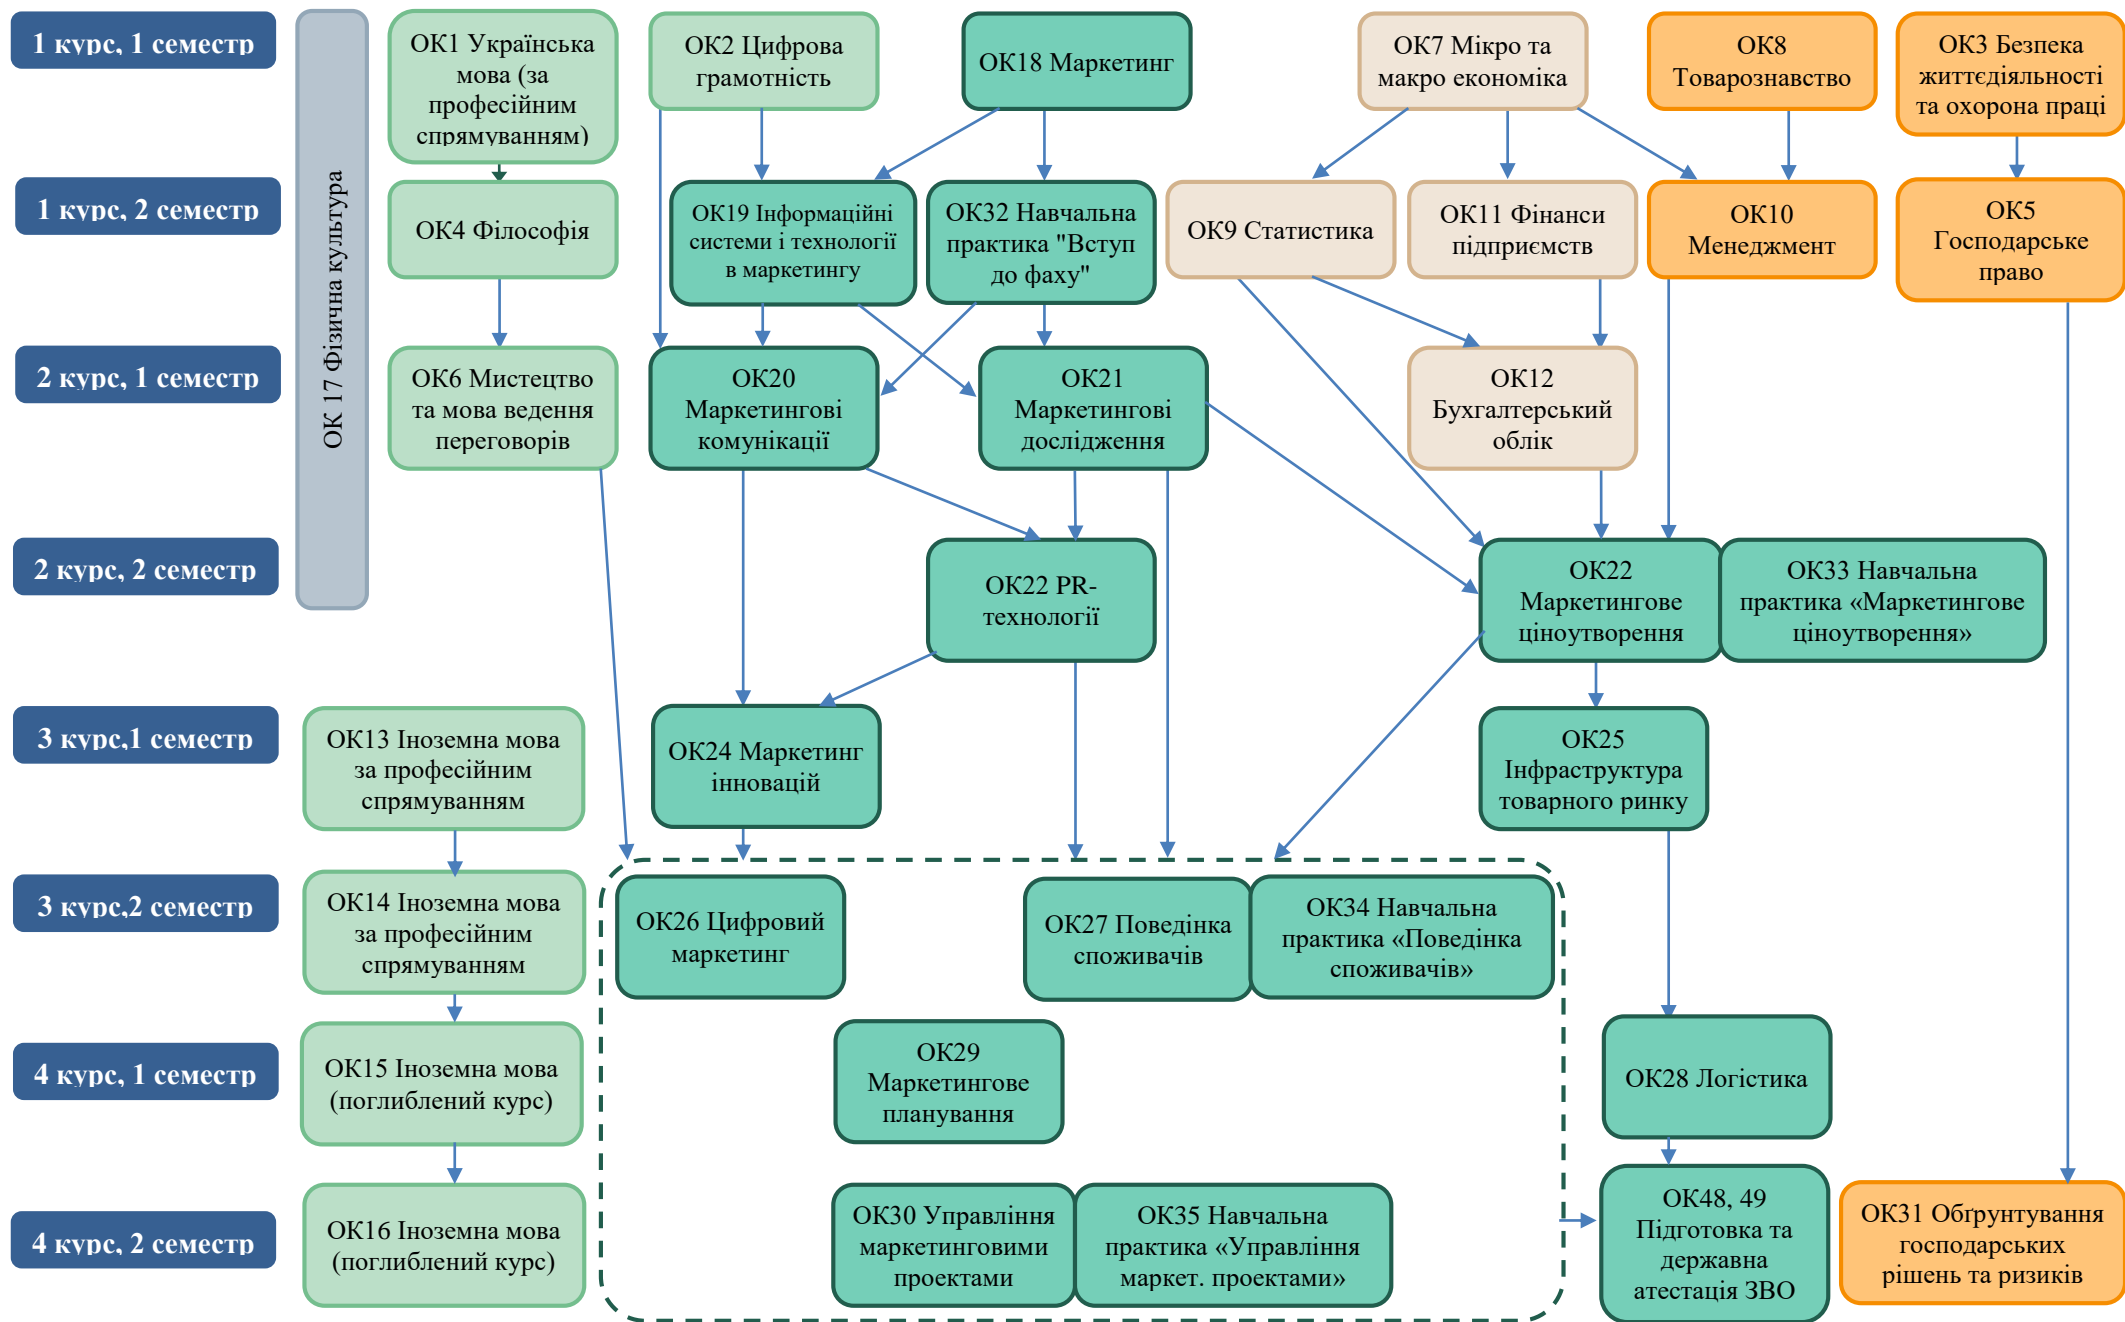 1 курс, 1 семестр
ОК 17 Фізична культура
ОК1 Українська
мова (за
професійним
спрямуванням)
ОК2 Цифрова
грамотність
ОК18 Маркетинг
ОК7 Мікро та
макро економіка
ОК8
Товарознавство
ОК3 Безпека
життєдіяльності
та охорона праці
1 курс, 2 семестр
ОК4 Філософія
ОК19 Інформаційні
системи і технології
в маркетингу
ОК32 Навчальна
практика "Вступ
до фаху"
ОК9 Статистика
ОК11 Фінанси
підприємств
ОК10
Менеджмент
ОК5
Господарське
право
2 курс, 1 семестр
ОК6 Мистецтво
та мова ведення
переговорів
ОК20
Маркетингові
комунікації
ОК21
Маркетингові
дослідження
ОК12
Бухгалтерський
облік
2 курс, 2 семестр
ОК22 PR-
технології
ОК22
Маркетингове
ціноутворення
ОК33 Навчальна
практика «Маркетингове
ціноутворення»
3 курс,1 семестр
ОК13 Іноземна мова
за професійним
спрямуванням
ОК24 Маркетинг
інновацій
ОК25
Інфраструктура
товарного ринку
3 курс,2 семестр
ОК14 Іноземна мова
за професійним
спрямуванням
ОК26 Цифровий
маркетинг
ОК27 Поведінка
споживачів
ОК34 Навчальна
практика «Поведінка
споживачів»
4 курс, 1 семестр
ОК15 Іноземна мова
(поглиблений курс)
ОК29
Маркетингове
планування
ОК28 Логістика
4 курс, 2 семестр
ОК16 Іноземна мова
(поглиблений курс)
ОК30 Управління
маркетинговими
проектами
ОК35 Навчальна
практика «Управління
маркет. проектами»
ОК48, 49
Підготовка та
державна
атестація ЗВО
ОК31 Обґрунтування
господарських
рішень та ризиків